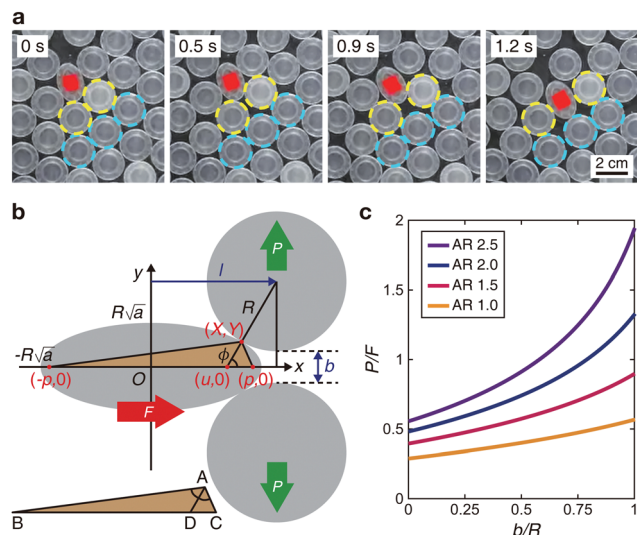 a
0 s
0.5 s
0.9 s
1.2 s
2 cm
b
y
l
P
R√a
R
(X,Y)
-R√a
ϕ
x
b
(-p,0)
O
(u,0)
(p,0)
F
P
A
B
D
C
c
2
AR 2.5
AR 2.0
AR 1.5
AR 1.0
1.5
P/F
1
0.5
0
0
0.25
0.5
0.75
1
b/R